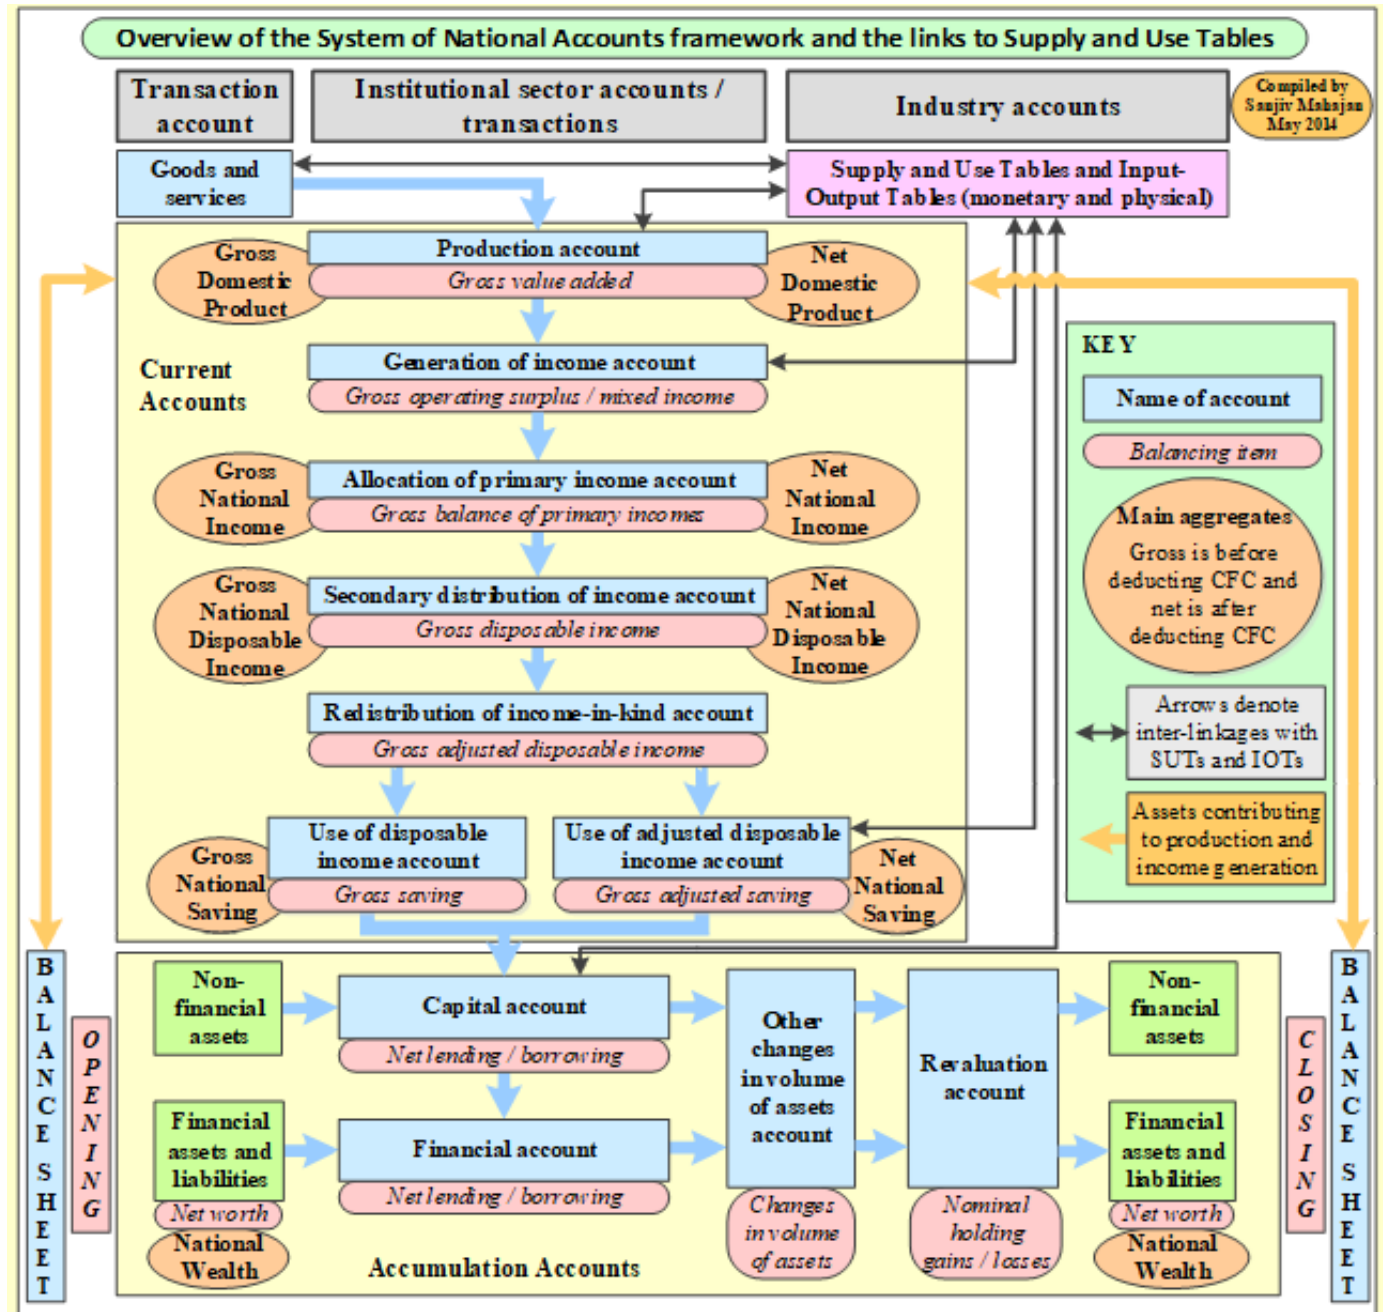 Overview of the System of National Accounts framework and the links to Supply and Use Tables
Transaction
account
Institutional sector accounts /
transactions
Industry accounts
Compiled by
Sanjiv Mahajan
May 2014
Goods and
services
Supply and Use Tables and Input-
Output Tables (monetary and physical)
Production account
Gross value added
Gross
Domestic
Product
Net
Domestic
Product
Current
Accounts
Generation of income account
Gross operating surplus / mixed income
Gross
National
Income
Allocation of primary income account
Gross balance of primary incomes
Net
National
Income
Gross
National
Disposable
Income
Secondary distribution of income account
Gross disposable income
Net
National
Disposable
Income
Redistribution of income-in-kind account
Gross adjusted disposable income
Gross
National
Saving
Use of disposable
income account
Gross saving
Use of adjusted disposable
income account
Gross adjusted saving
Net
National
Saving
KEY
Name of account
Balancing item
Main aggregates
Gross is before
deducting CFC and
net is after
deducting CFC
Arrows denote
inter-linkages with
SUTs and IOTs
Assets contributing
to production and
income generation
BALANCE SHEET
OPENING
Non-
financial
assets
Capital account
Net lending / borrowing
Financial
assets and
liabilities
Net worth
National
Wealth
Financial account
Net lending / borrowing
Accumulation Accounts
Other
changes
in volume
of assets
account
Changes
in volume
of assets
Revaluation
account
Nominal
holding
gains / losses
Non-
financial
assets
Financial
assets and
liabilities
Net worth
National
Wealth
CLOSING
BALANCE SHEET